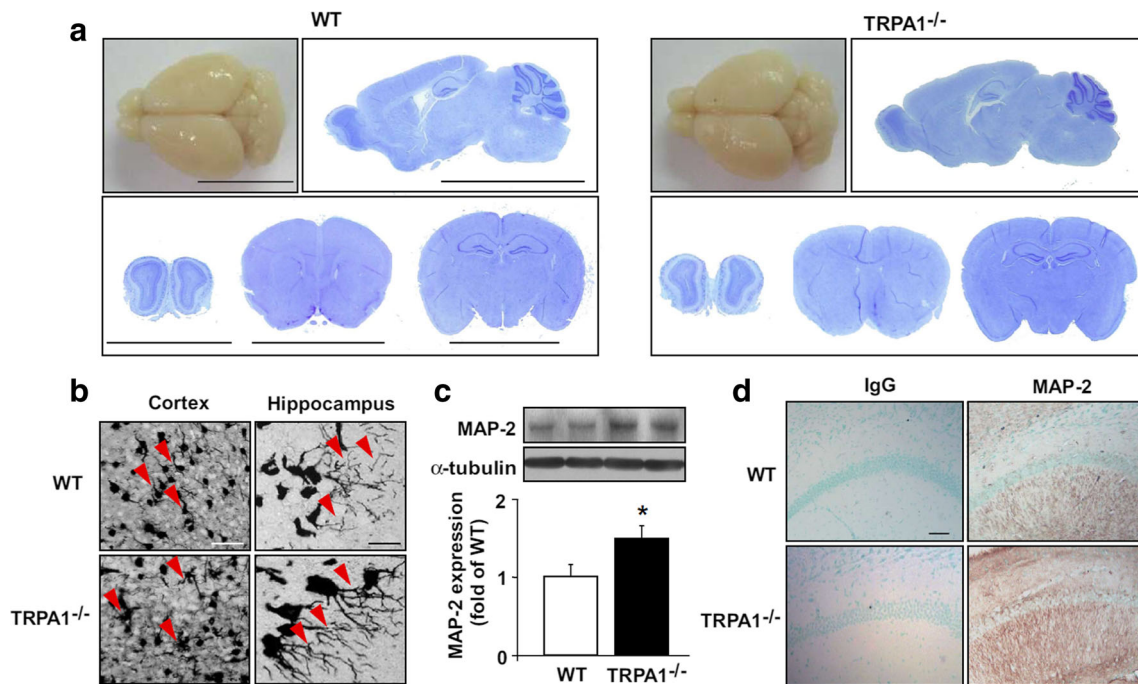 a
WT
TRPA1-/-
b
Cortex
Hippocampus
WT
TRPA1-/-
c
MAP-2
α-tubulin
MAP-2 expression
(fold of WT)
2
1
0
*
WT
TRPA1-/-
d
IgG
MAP-2
WT
TRPA1-/-